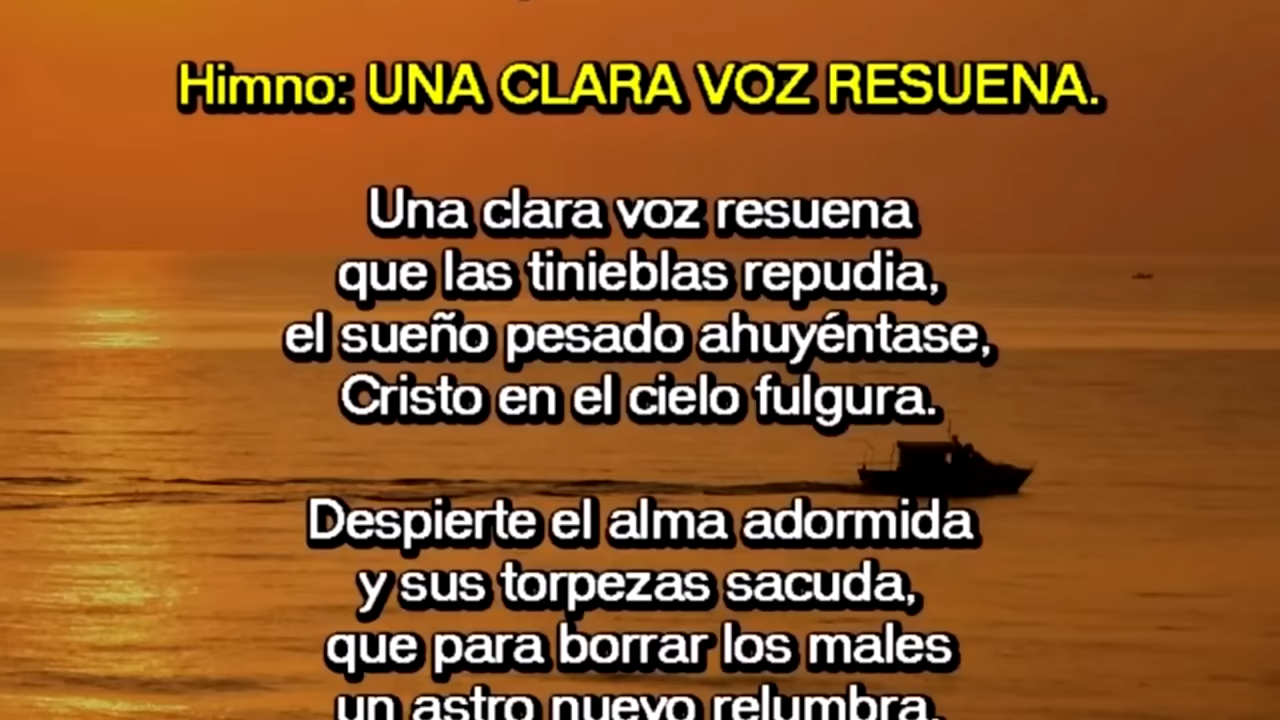 Himno: UNA CLARA VOZ RESUENA.
Una clara voz resuena
que las tinieblas repudia,
el sueño pesado ahuyéntase,
Cristo en el cielo fulgura.
Despierte el alma adormida
y sus torpezas sacuda,
que para borrar los males
un astro nuevo relumbra.